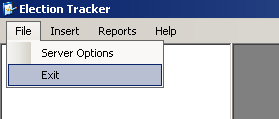 Election Tracker
File Insert Reports Help
Server Options
Exit